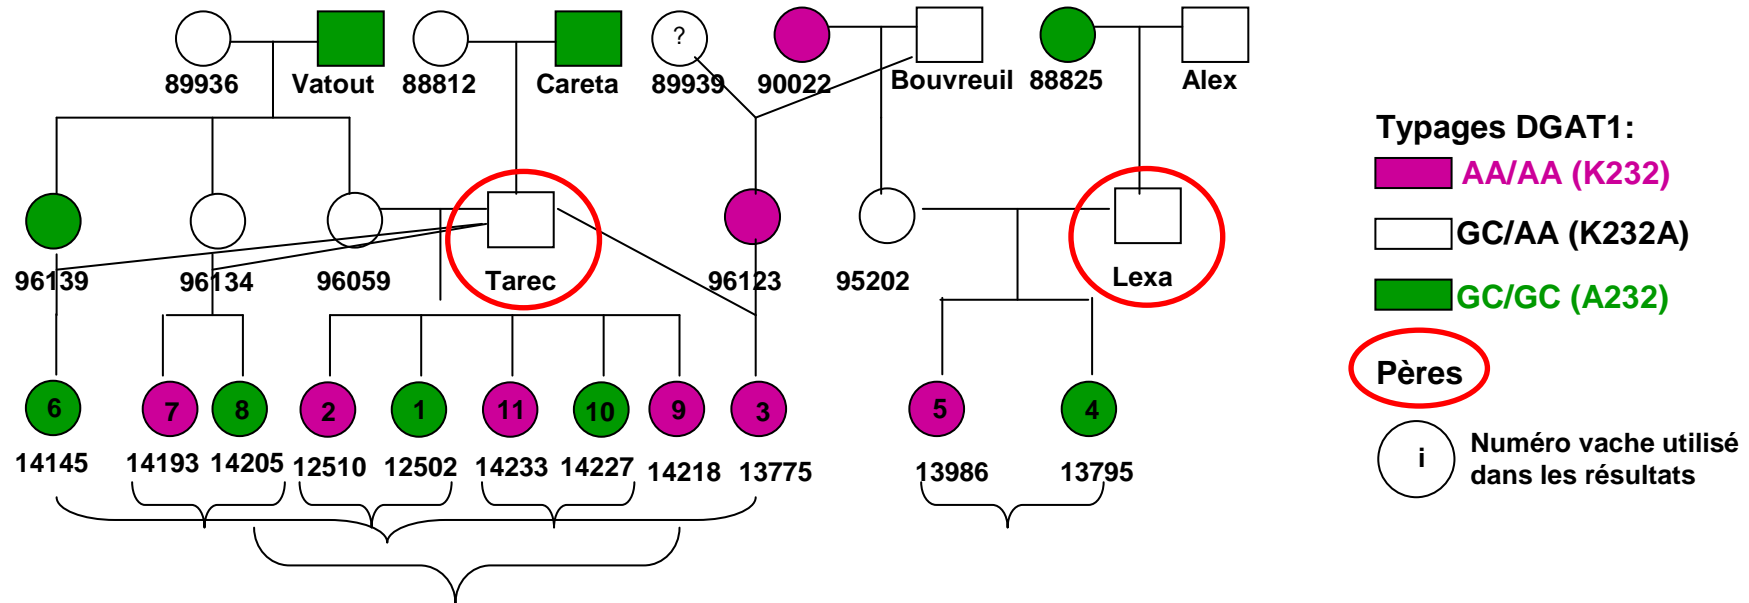 ?
89936 Vatout 88812 Careta 89939 90022 Bouvreuil 88825 Alex
96139 96134 96059 Tarec 96123 95202 Lexa
6 7 8 2 1 11 10 9 3 5 4
14145 14193 14205 12510 12502 14233 14227 14218 13775 13986 13795
Typages DGAT1:
AA/AA (K232)
GC/AA (K232A)
GC/GC (A232)
Pères
i Numéro vache utilisé
dans les résultats